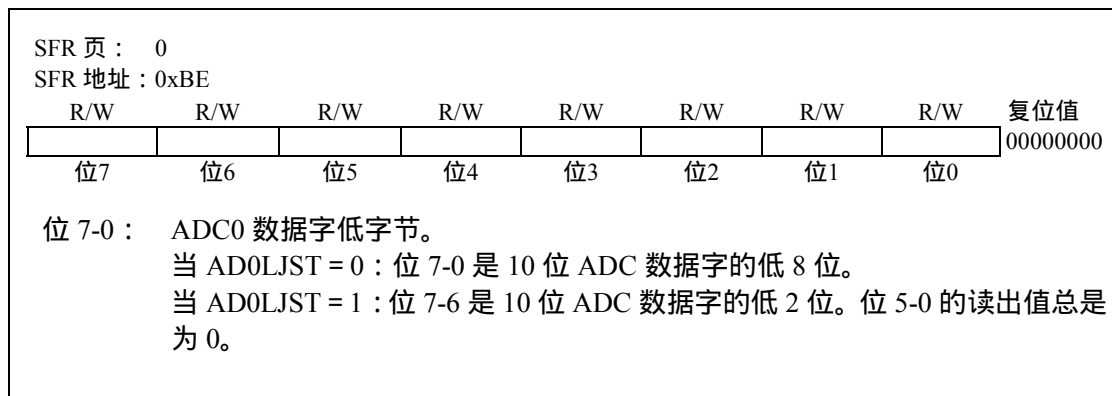 SFR 页： 0
SFR 地址：0xBE
R/W R/W R/W R/W R/W R/W R/W R/W 复位值
00000000
位7 位6 位5 位4 位3 位2 位1 位0
位 7-0： ADC0 数据字低字节。
当 AD0LJST = 0：位 7-0 是 10 位 ADC 数据字的低 8 位。
当 AD0LJST = 1：位 7-6 是 10 位 ADC 数据字的低 2 位。位 5-0 的读出值总是
为 0。